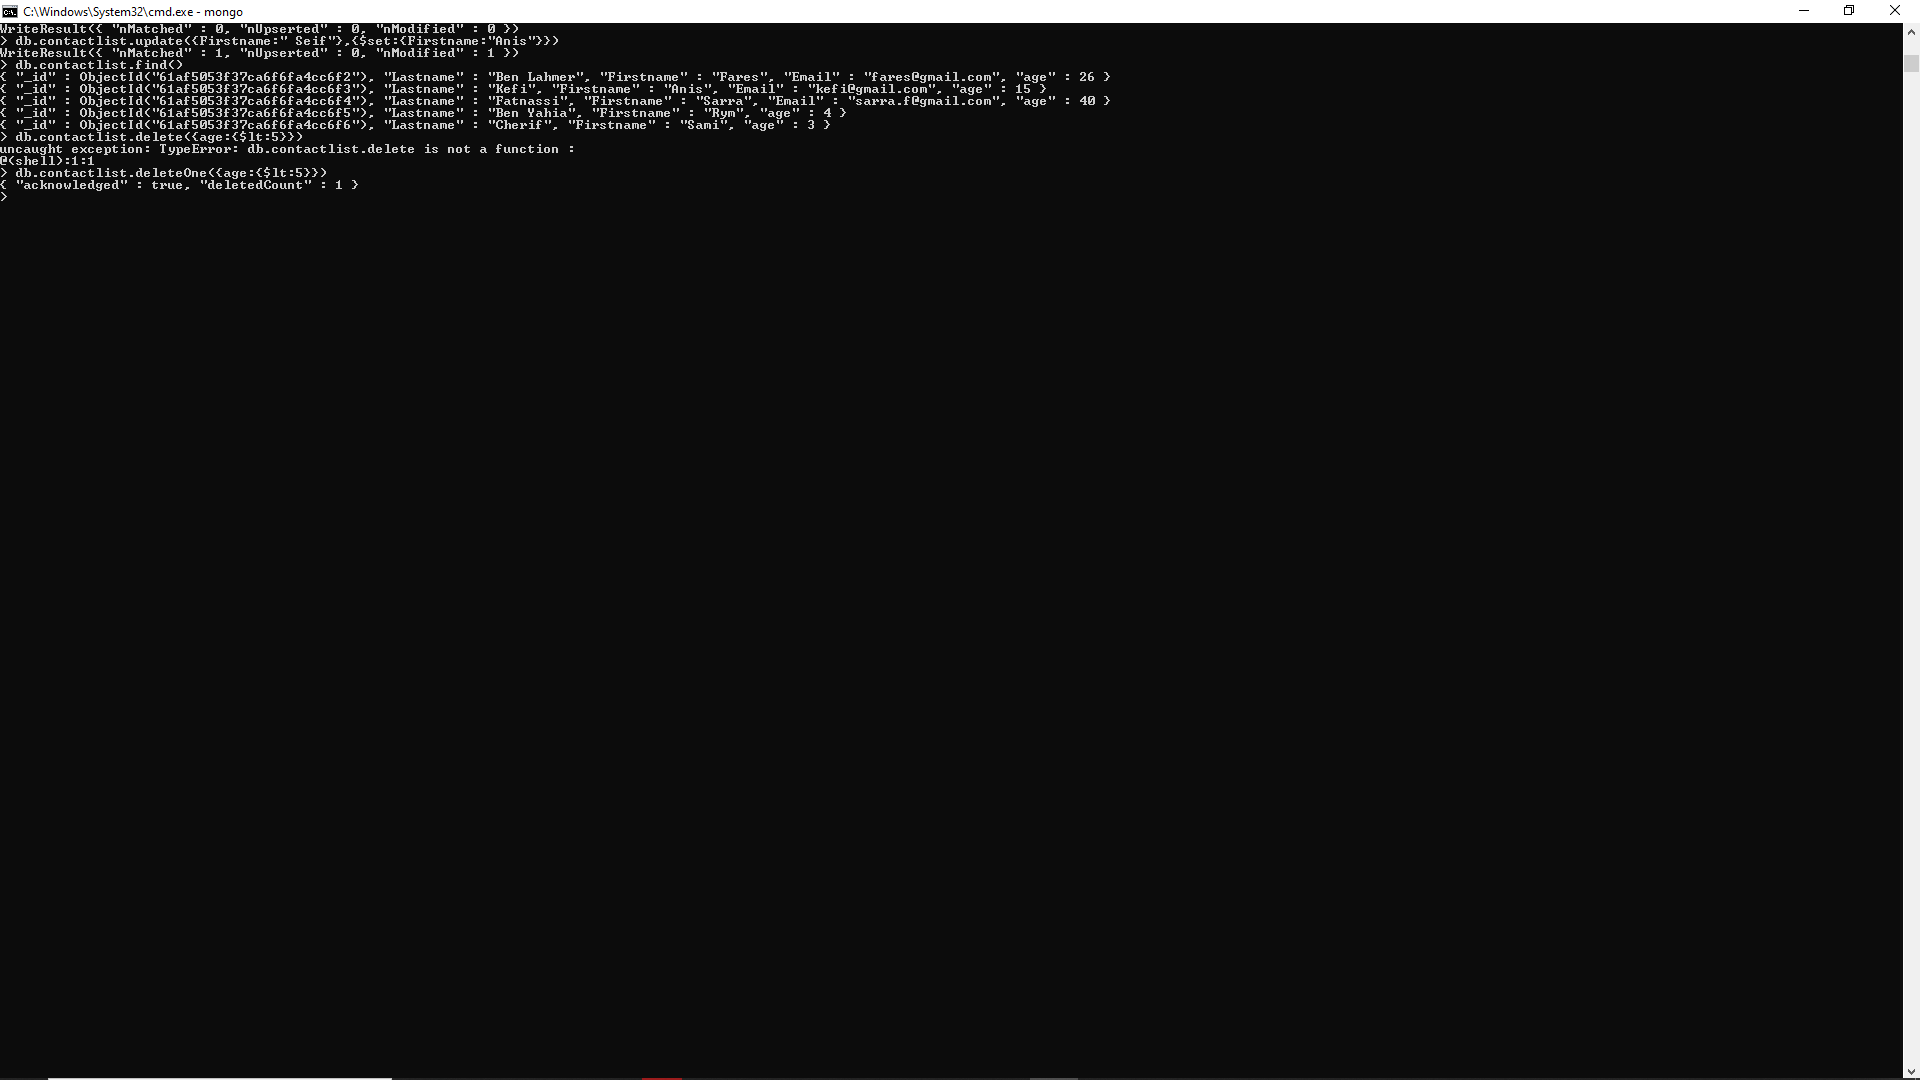 C:\Windows\System32\cmd.exe - mongo
WriteResult({ "nMatched" : 0, "nUpserted" : 0, "nModified" : 0 })
> db.contactlist.update({Firstname:" Seif"},{$set:{Firstname:"Anis"}})
WriteResult({ "nMatched" : 1, "nUpserted" : 0, "nModified" : 1 })
> db.contactlist.find()
{ "_id" : ObjectId("61af5053f37ca6f6fa4cc6f2"), "Lastname" : "Ben Lahmer", "Firstname" : "Fares", "Email" : "fares@gmail.com", "age" : 26 }
{ "_id" : ObjectId("61af5053f37ca6f6fa4cc6f3"), "Lastname" : "Kefi", "Firstname" : "Anis", "Email" : "kefi@gmail.com", "age" : 15 }
{ "_id" : ObjectId("61af5053f37ca6f6fa4cc6f4"), "Lastname" : "Fatnassi", "Firstname" : "Sarra", "Email" : "sarra.f@gmail.com", "age" : 40 }
{ "_id" : ObjectId("61af5053f37ca6f6fa4cc6f5"), "Lastname" : "Ben Yahia", "Firstname" : "Rym", "age" : 4 }
{ "_id" : ObjectId("61af5053f37ca6f6fa4cc6f6"), "Lastname" : "Cherif", "Firstname" : "Sami", "age" : 3 }
> db.contactlist.delete({age:{$lt:5}})
uncaught exception: TypeError: db.contactlist.delete is not a function :
@(shell):1:1
> db.contactlist.deleteOne({age:{$lt:5}})
{ "acknowledged" : true, "deletedCount" : 1 }
>